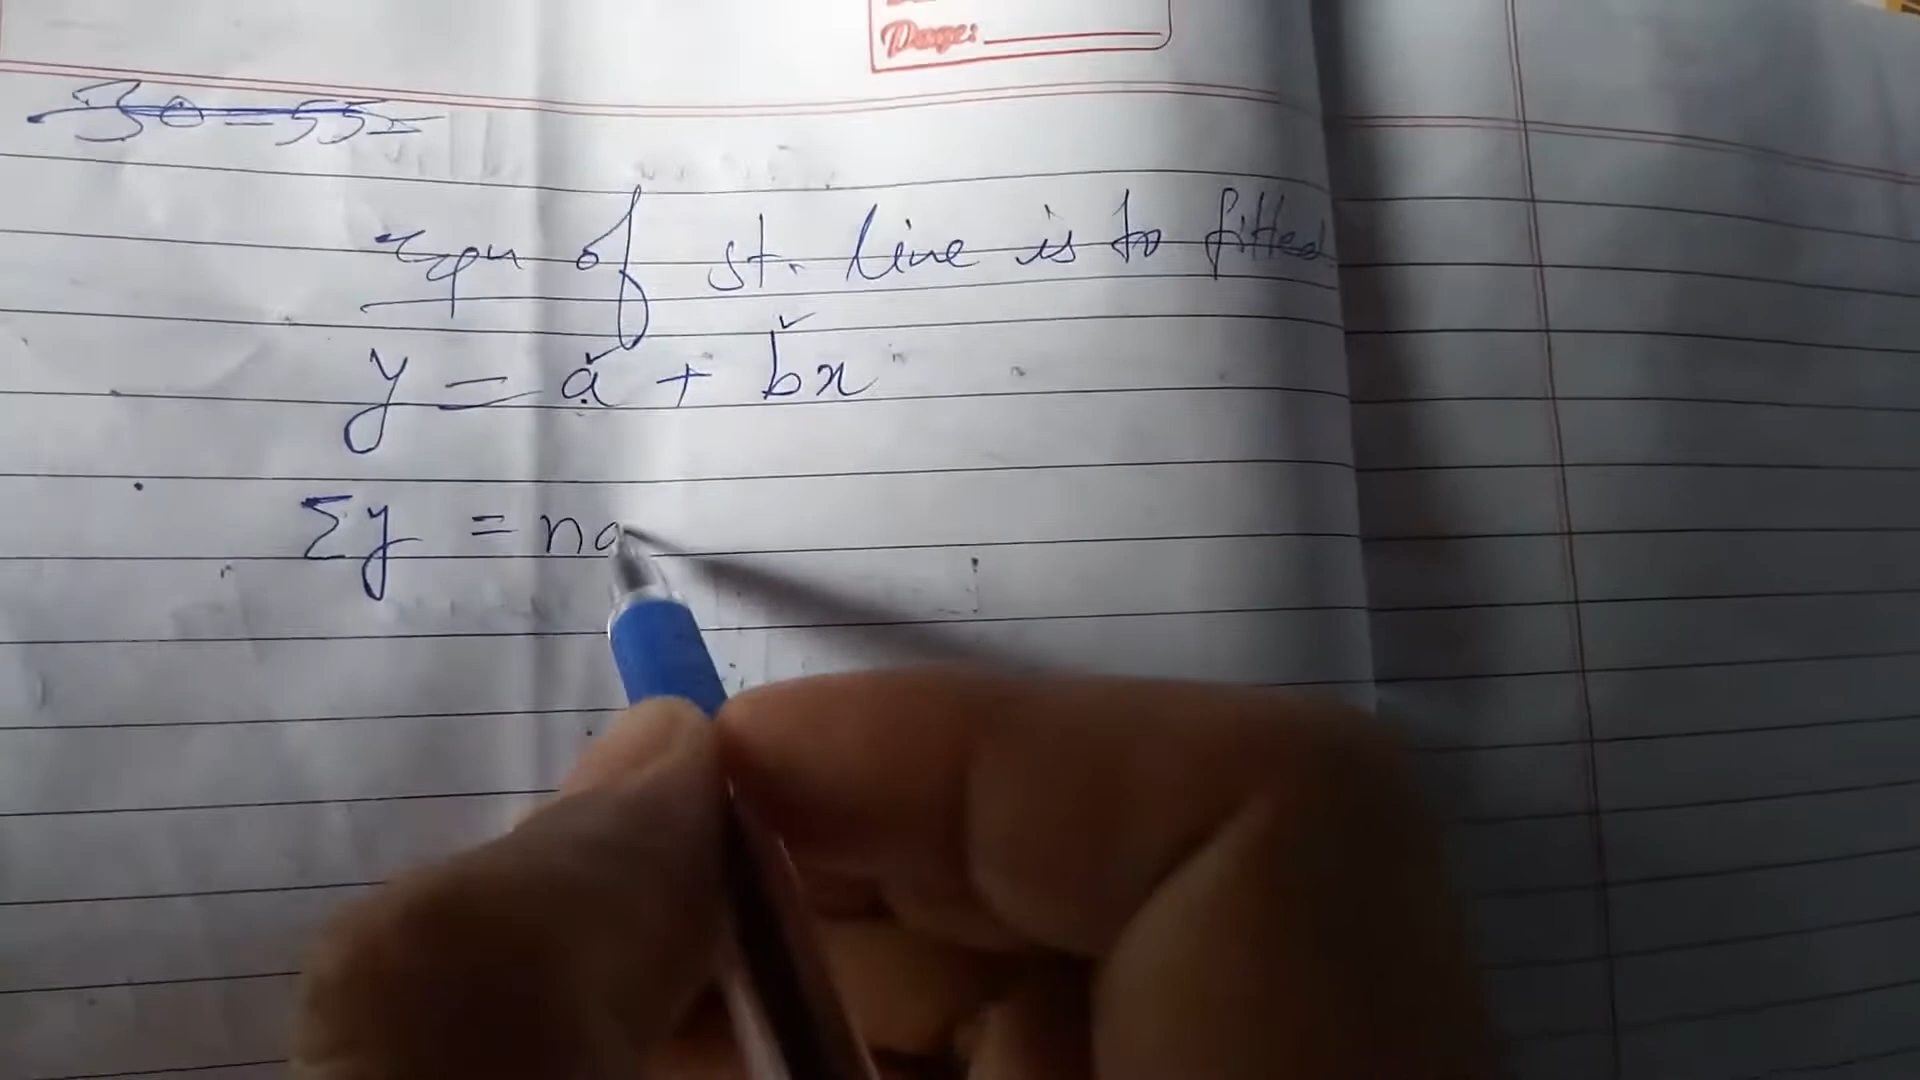 Page:
30-55=
Eqn of st. line is to fitted
y = a + bx
Σy = na